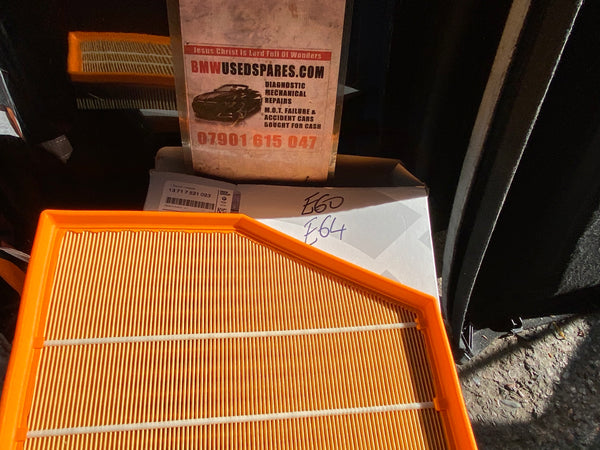 Jesus Christ is Lord Full Of Wonders
BMWUSEDSPARES.COM
DIAGNOSTIC
MECHANICAL
REPAIRS
M.O.T. FAILURE &
ACCIDENT CARS
BOUGHT FOR CASH
07901 615 047
E60
E64